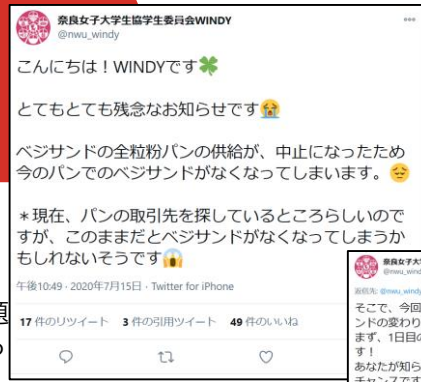 奈良女子大学生協学生委員会WINDY
@nwu_windy
こんにちは！WINDYです🍀
とてもとても残念なお知らせです😭
ベジサンドの全粒粉パンの供給が、中止になったため
今のパンでのベジサンドがなくなってしまいます。😔
＊現在、パンの取引先を探しているところらしいので
すが、このままだとベジサンドがなくなってしまうか
もしれないそうです😱
午後10:49 · 2020年7月15日 · Twitter for iPhone
17 件のリツイート 3 件の引用ツイート 49 件のいいね
題
奈良女子大
@nwu_wind
返信先: @nwu_windy
そこで、今回
ンドの変わり
まず、1日目の
す！
あなたが知ら
チャンスです